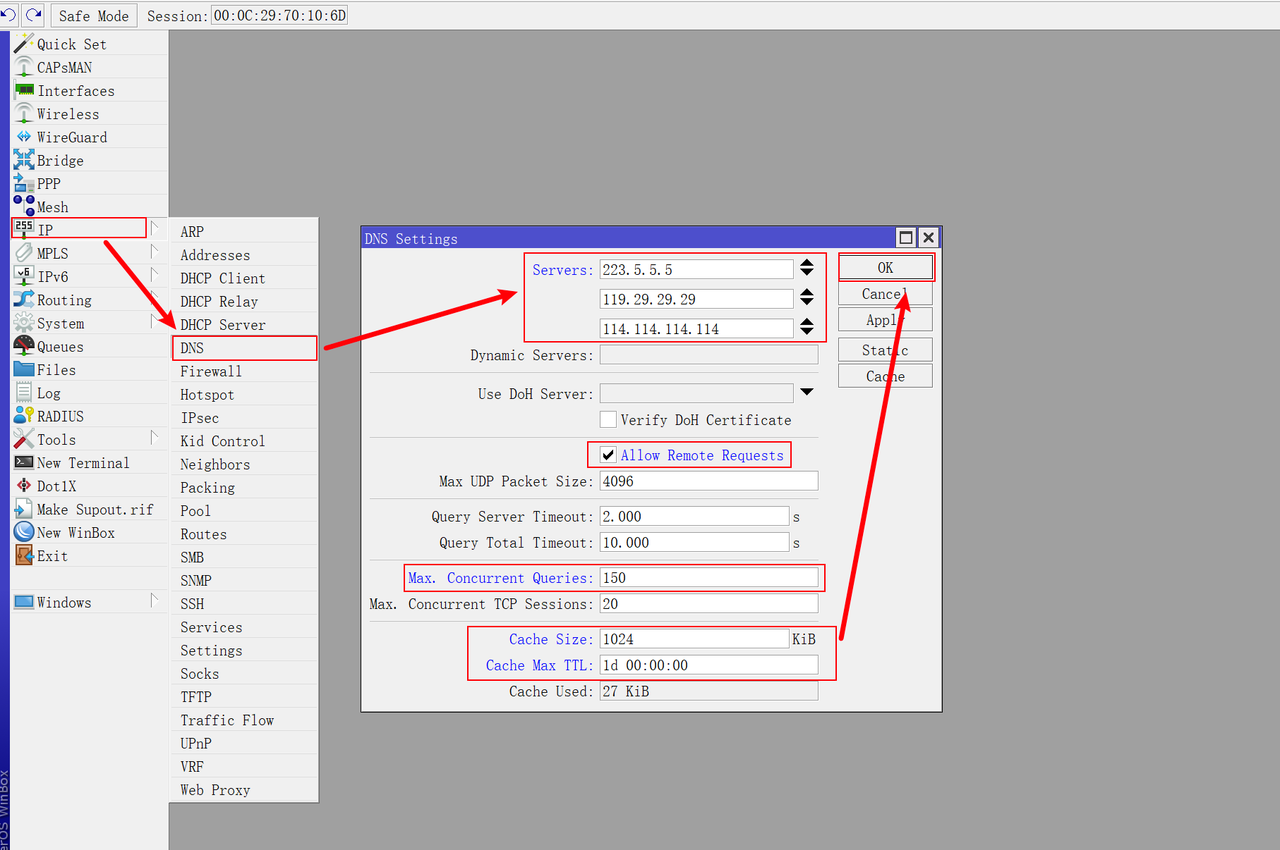 Safe Mode Session: 00:0C:29:70:10:6D
Quick Set
CAPsMAN
Interfaces
Wireless
WireGuard
Bridge
PPP
Mesh
255 IP
MPLS
v6 IPv6
Routing
System
Queues
Files
Log
RADIUS
Tools
New Terminal
Dot1X
Make Supout.rif
New WinBox
Exit
Windows
ARP
Addresses
DHCP Client
DHCP Relay
DHCP Server
DNS
Firewall
Hotspot
IPsec
Kid Control
Neighbors
Packing
Pool
Routes
SMB
SNMP
SSH
Services
Settings
Socks
TFTP
Traffic Flow
UPnP
VRF
Web Proxy
DNS Settings
Servers: 223.5.5.5
119.29.29.29
114.114.114.114
Dynamic Servers:
Use DoH Server:
Verify DoH Certificate
Allow Remote Requests
Max UDP Packet Size: 4096
Query Server Timeout: 2.000 s
Query Total Timeout: 10.000 s
Max. Concurrent Queries: 150
Max. Concurrent TCP Sessions: 20
Cache Size: 1024 KiB
Cache Max TTL: 1d 00:00:00
Cache Used: 27 KiB
OK
Cancel
Apply
Static
Cache
WinBox